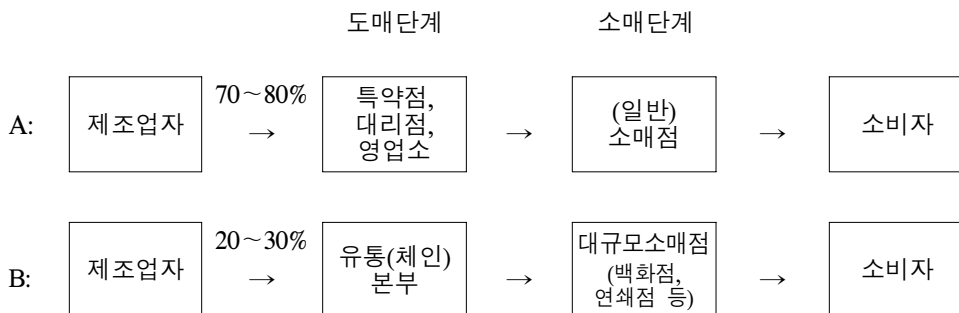 도매단계 소매단계
70～80%
A: 제조업자 → 특약점, 대리점, 영업소 → (일반) 소매점 → 소비자
20～30%
B: 제조업자 → 유통(체인) 본부 → 대규모소매점 (백화점, 연쇄점 등) → 소비자